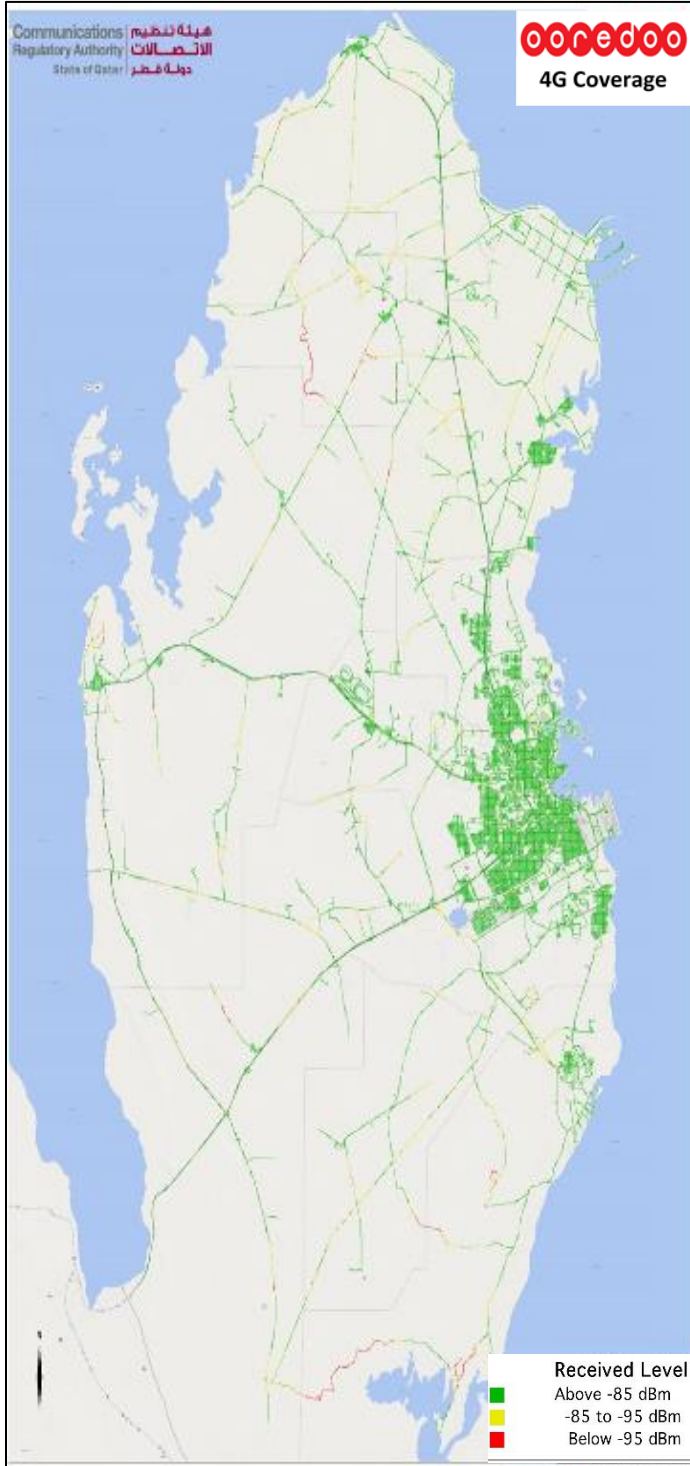 Communications هيئة تنظيم
Regulatory Authority الاتصالات
State of Qatar دولة قطر
ooredoo
4G Coverage
Received Level
Above -85 dBm
-85 to -95 dBm
Below -95 dBm